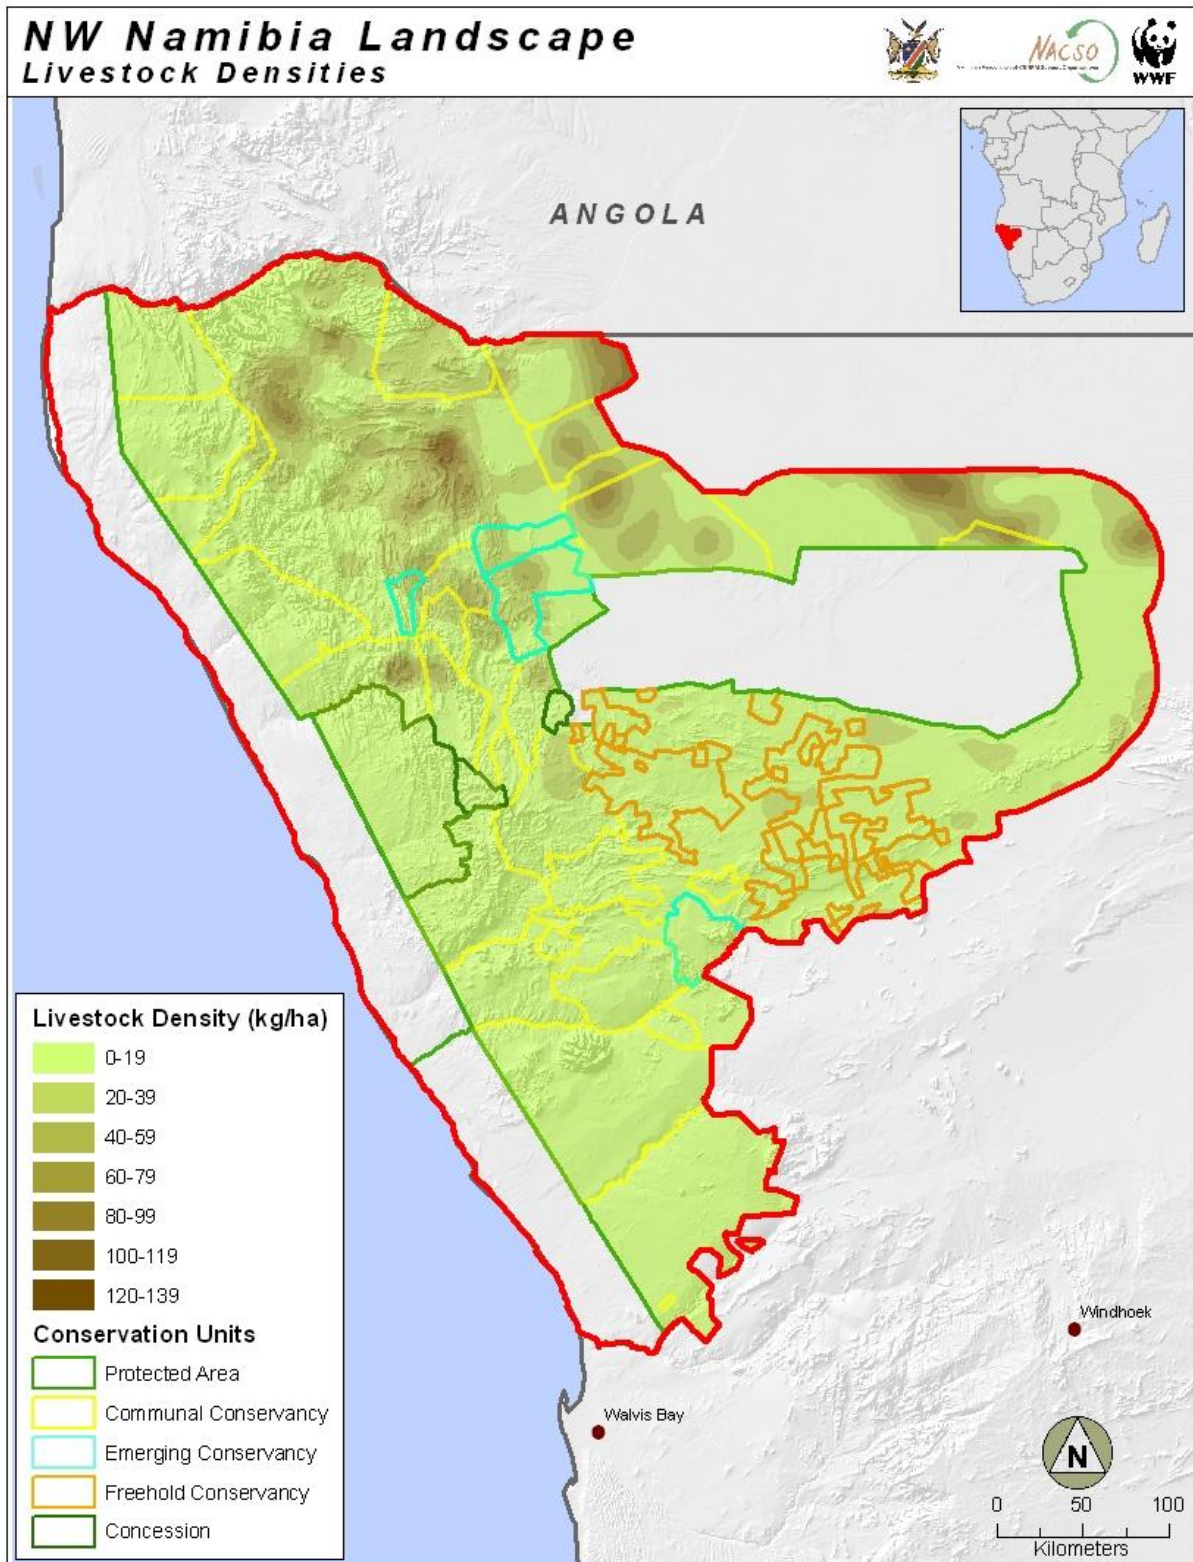 NW Namibia Landscape
Livestock Densities
NACSO
WWF
ANGOLA
Livestock Density (kg/ha)
0-19
20-39
40-59
60-79
80-99
100-119
120-139
Conservation Units
Protected Area
Communal Conservancy
Emerging Conservancy
Freehold Conservancy
Concession
Windhoek
Walvis Bay
N
0 50 100
Kilometers